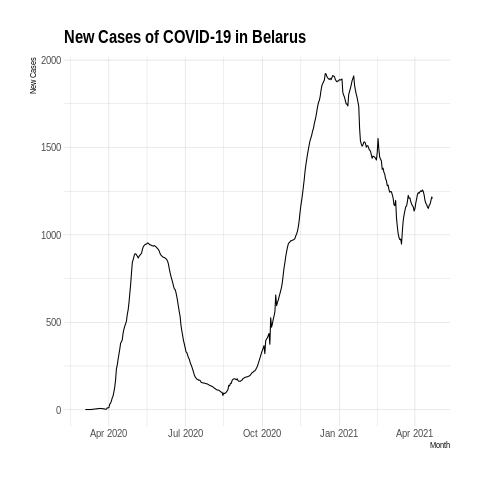 New Cases of COVID-19 in Belarus
New Cases
2000
1500
1000
500
0
Apr 2020 Jul 2020 Oct 2020 Jan 2021 Apr 2021
Month